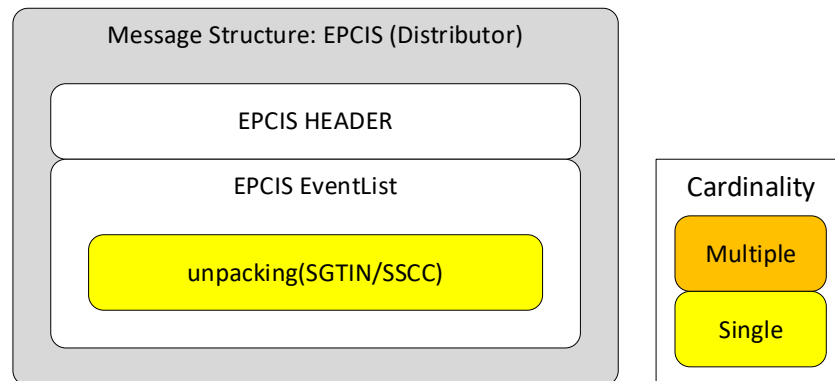 Message Structure: EPCIS (Distributor)
EPCIS HEADER
EPCIS EventList
unpacking(SGTIN/SSCC)
Cardinality
Multiple
Single